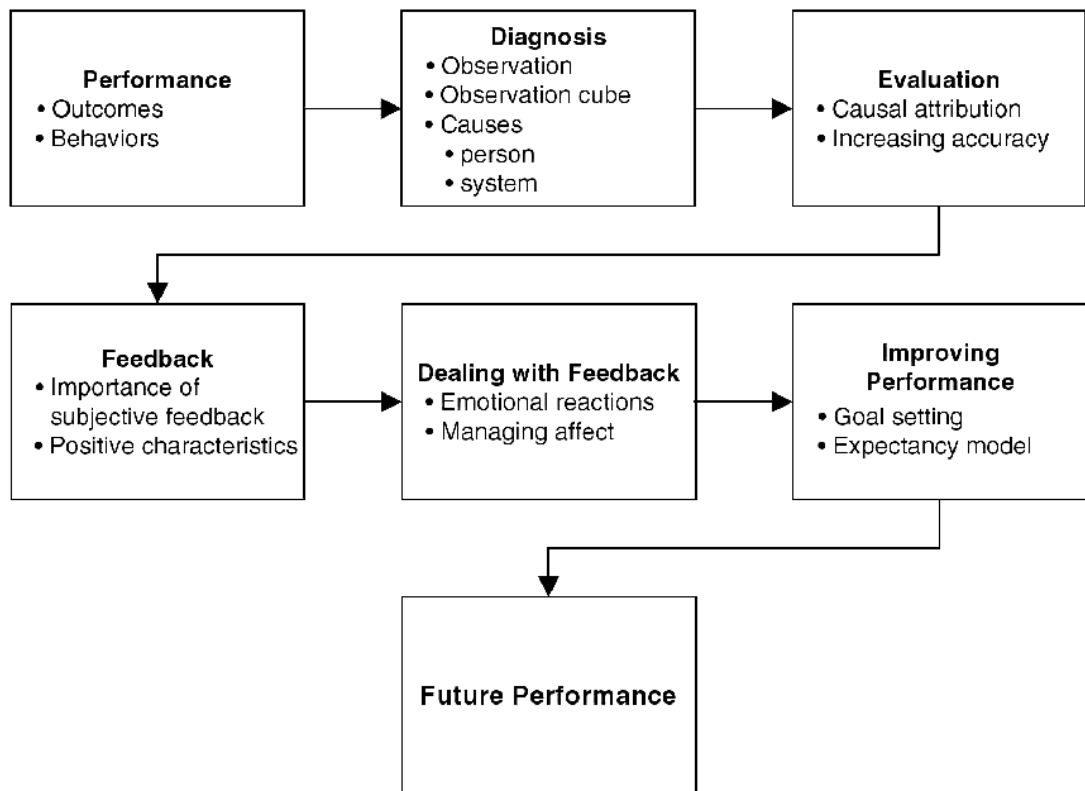 Performance
• Outcomes
• Behaviors
Diagnosis
• Observation
• Observation cube
• Causes
• person
• system
Evaluation
• Causal attribution
• Increasing accuracy
Feedback
• Importance of
subjective feedback
• Positive characteristics
Dealing with Feedback
• Emotional reactions
• Managing affect
Improving
Performance
• Goal setting
• Expectancy model
Future Performance